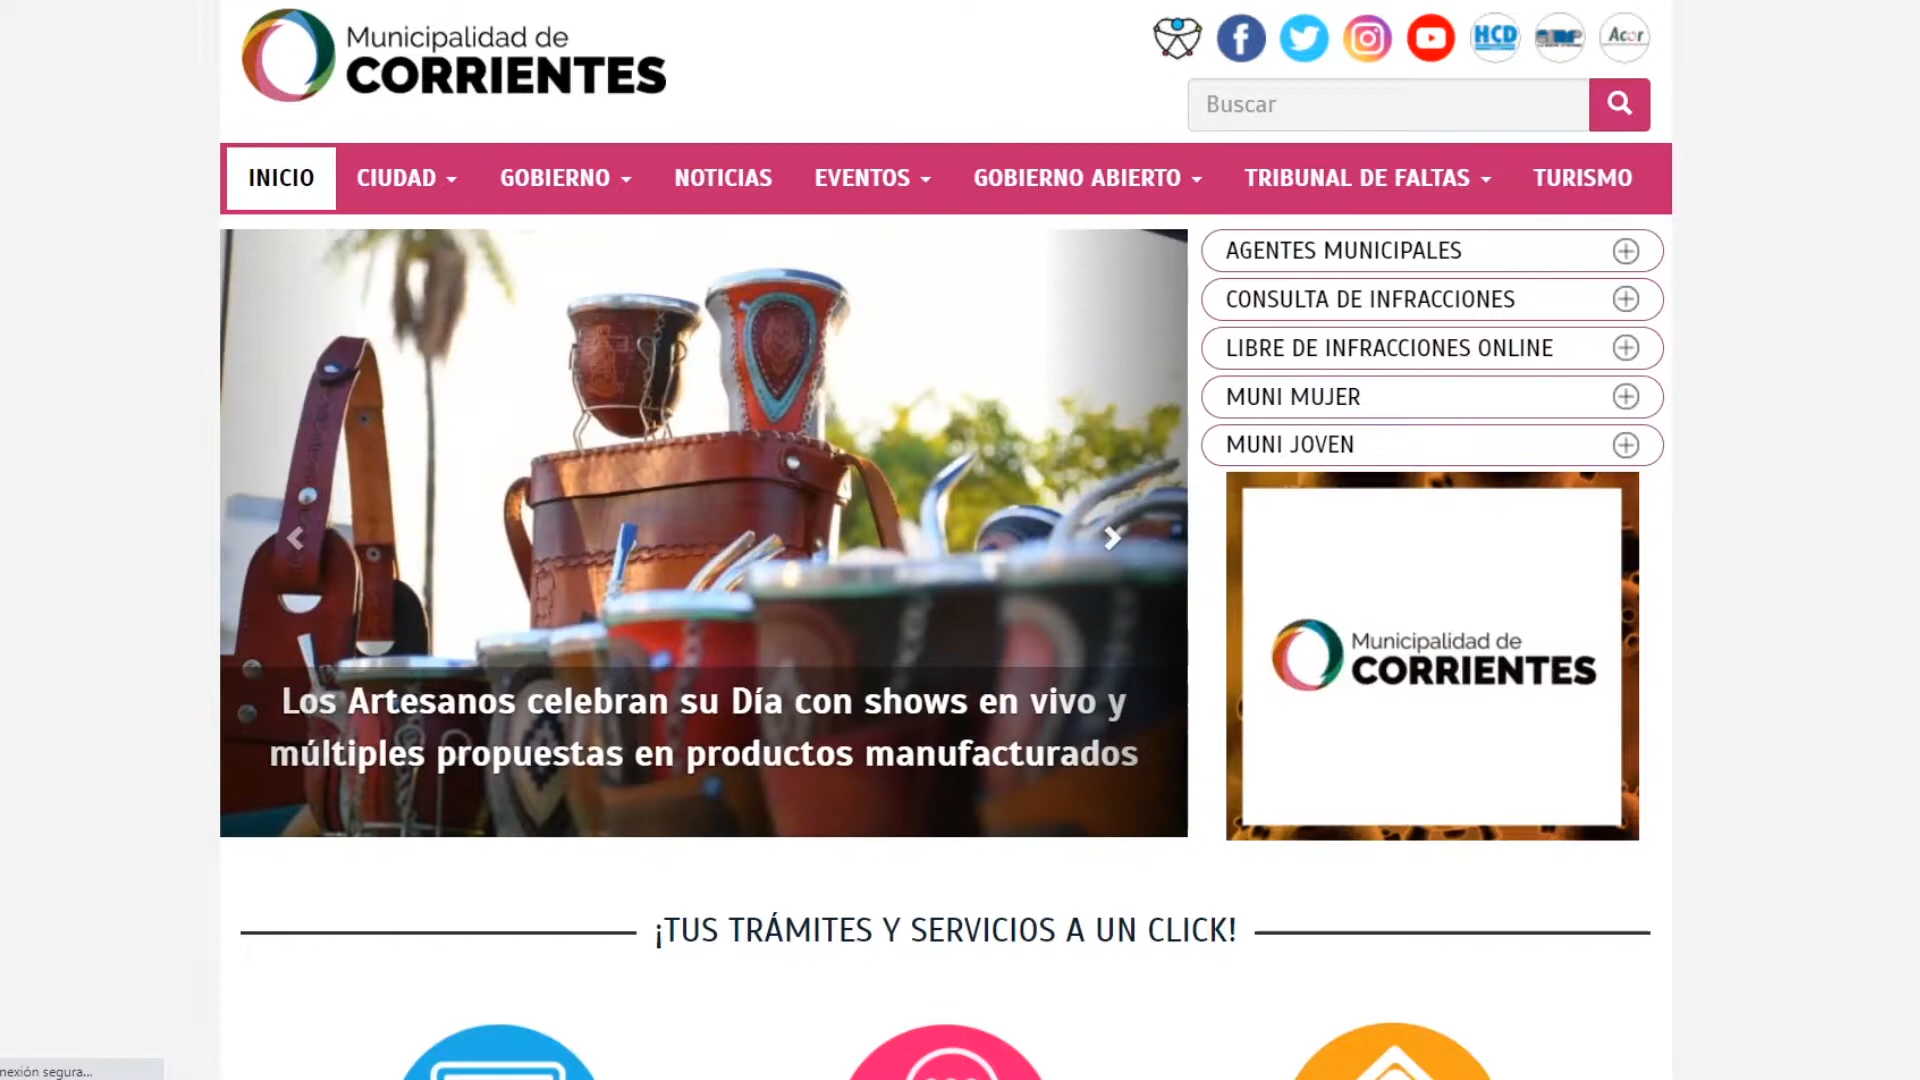 Municipalidad de
CORRIENTES
HCD
Acor
Buscar
INICIO
CIUDAD
GOBIERNO
NOTICIAS
EVENTOS
GOBIERNO ABIERTO
TRIBUNAL DE FALTAS
TURISMO
AGENTES MUNICIPALES
CONSULTA DE INFRACCIONES
LIBRE DE INFRACCIONES ONLINE
MUNI MUJER
MUNI JOVEN
Los Artesanos celebran su Día con shows en vivo y
múltiples propuestas en productos manufacturados
Municipalidad de
CORRIENTES
¡TUS TRÁMITES Y SERVICIOS A UN CLICK!
nexión segura...